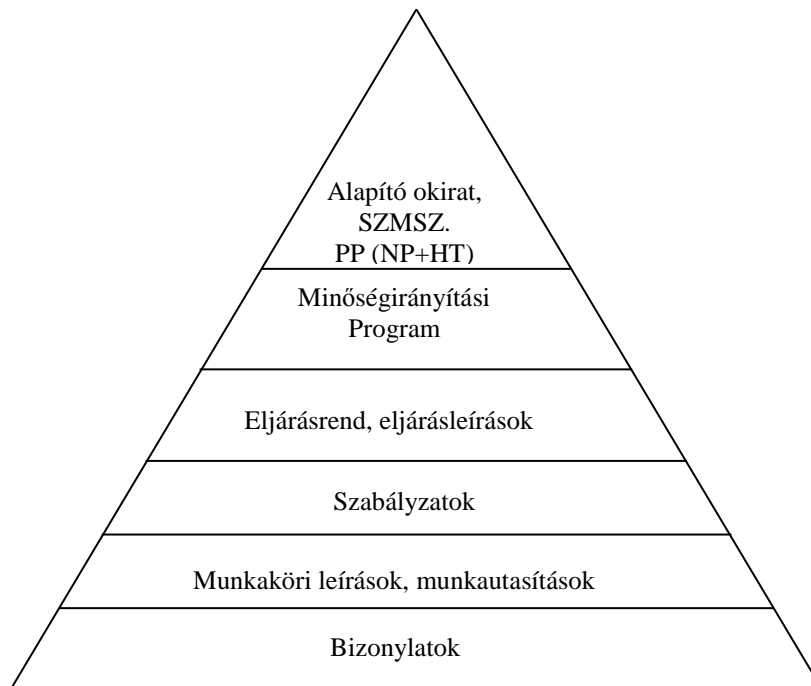 Alapító okirat,
SZMSZ.
PP (NP+HT)
Minőségirányítási
Program
Eljárásrend, eljárásleírások
Szabályzatok
Munkaköri leírások, munkautasítások
Bizonylatok